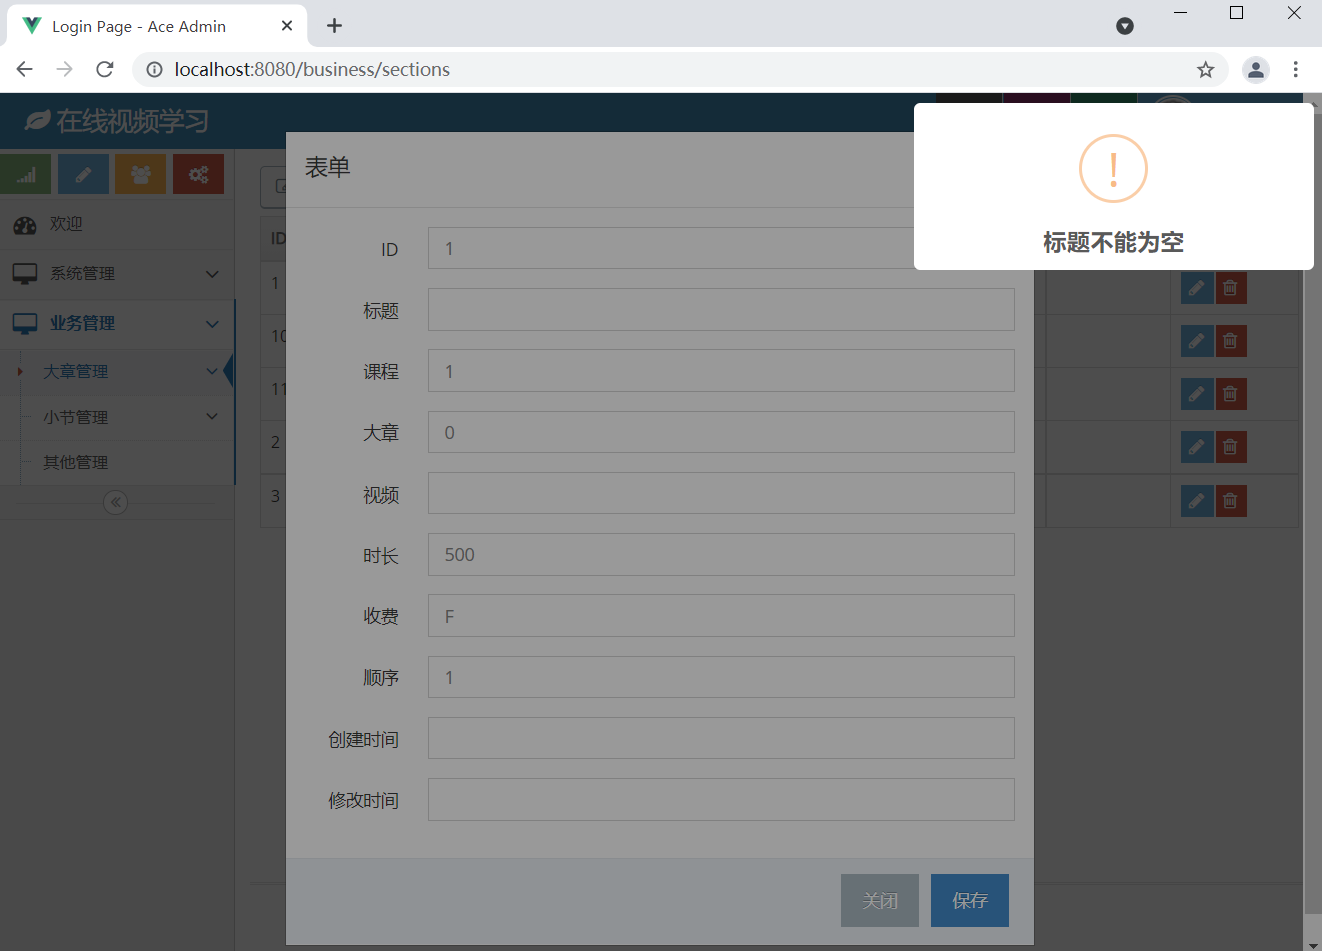 Login Page - Ace Admin
localhost:8080/business/sections
在线视频学习
标题不能为空
表单
欢迎
系统管理
业务管理
大章管理
小节管理
其他管理
ID
1
10
11
2
3
ID 1
标题
课程 1
大章 0
视频
时长 500
收费 F
顺序 1
创建时间
修改时间
关闭 保存